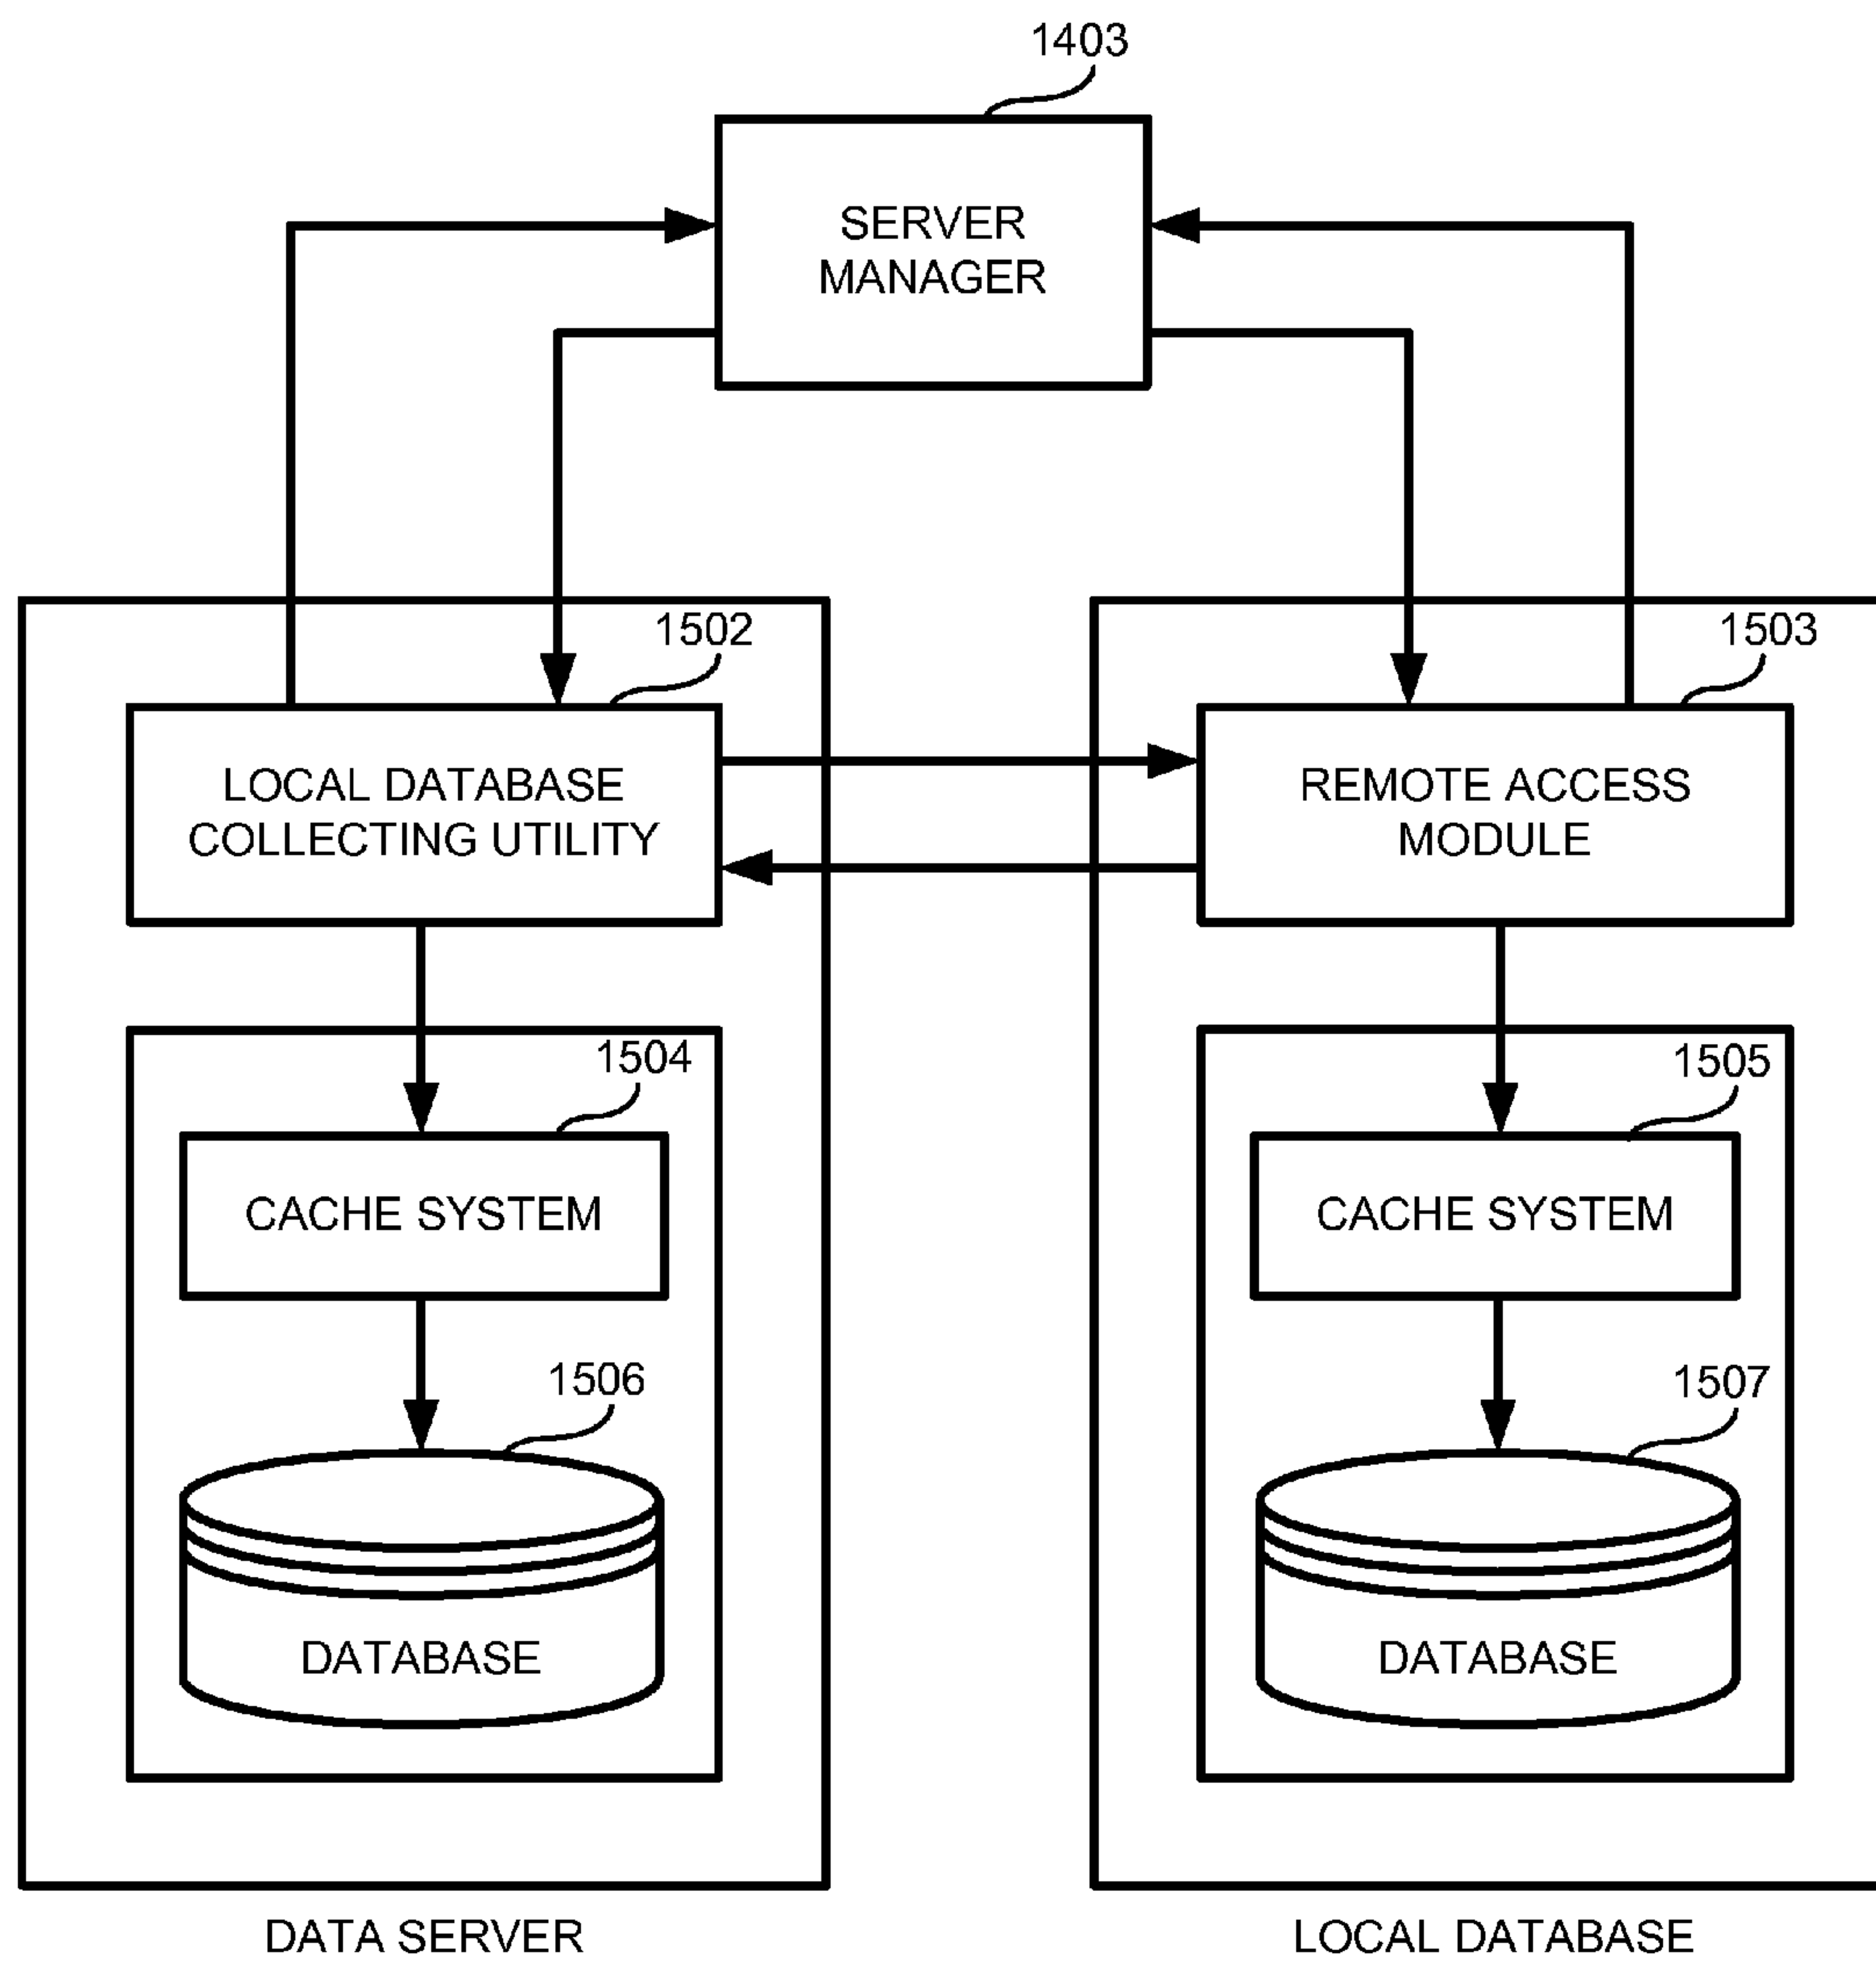 1403
SERVER
MANAGER
1502
1503
LOCAL DATABASE
COLLECTING UTILITY
REMOTE ACCESS
MODULE
1504
1505
CACHE SYSTEM
CACHE SYSTEM
1506
1507
DATABASE
DATABASE
DATA SERVER
LOCAL DATABASE